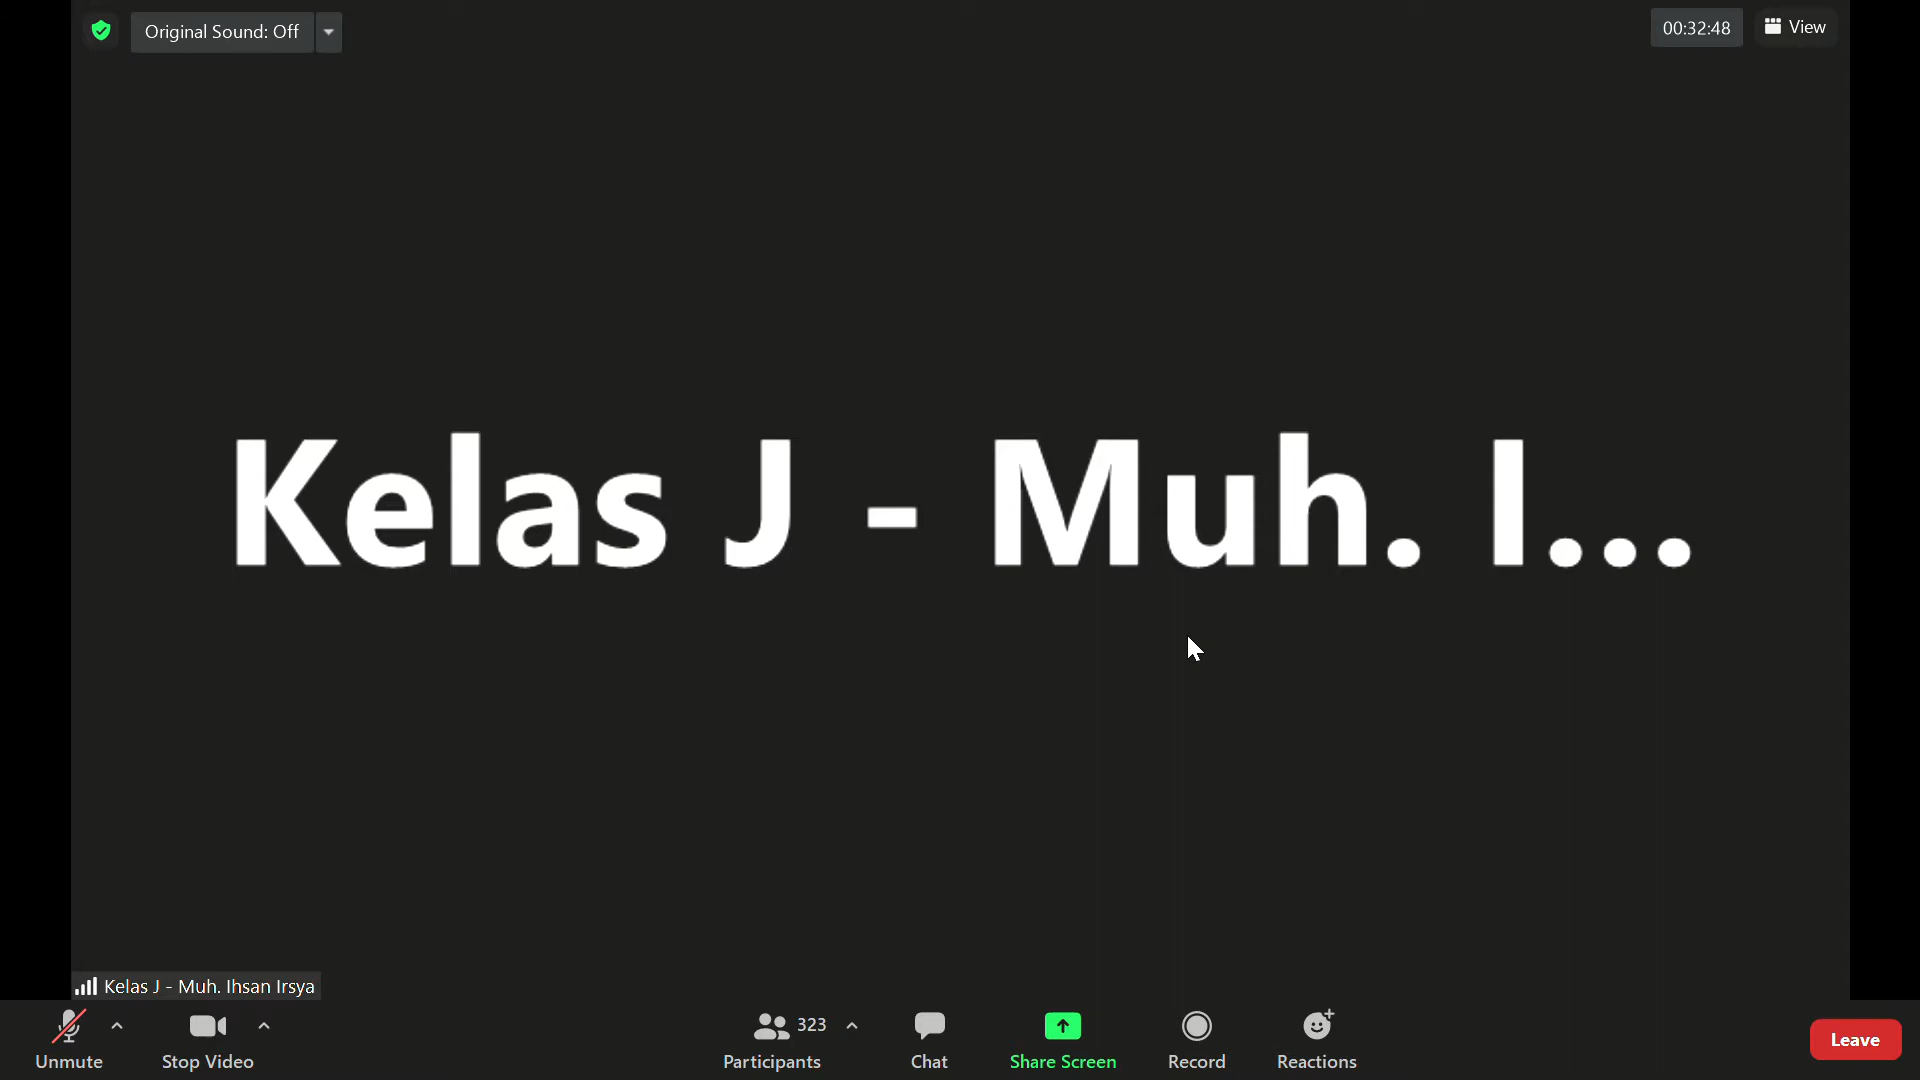 Original Sound: Off
00:32:48
View
Kelas J - Muh. I...
Kelas J - Muh. Ihsan Irsya
Unmute
Stop Video
323
Participants
Chat
Share Screen
Record
Reactions
Leave